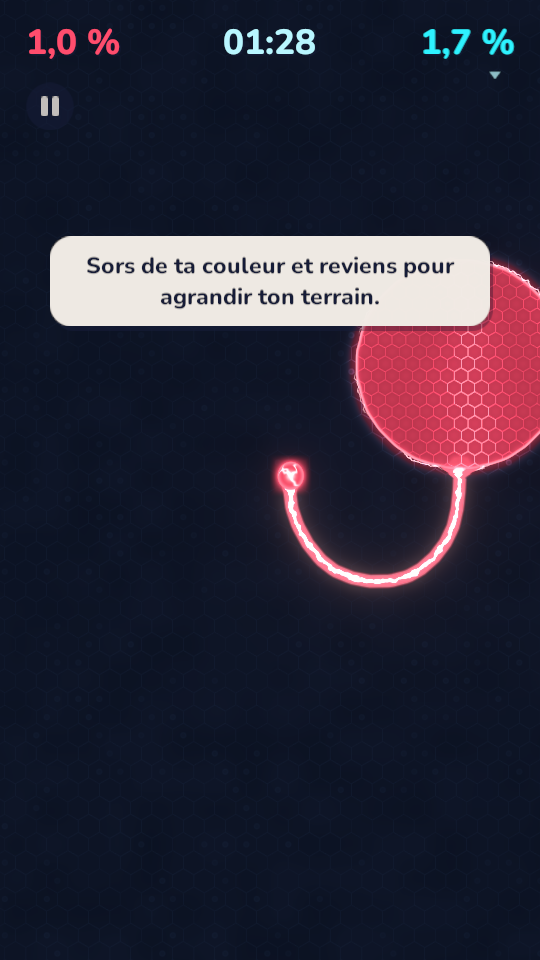 1,0 % 01:28 1,7 %
Sors de ta couleur et reviens pour
agrandir ton terrain.